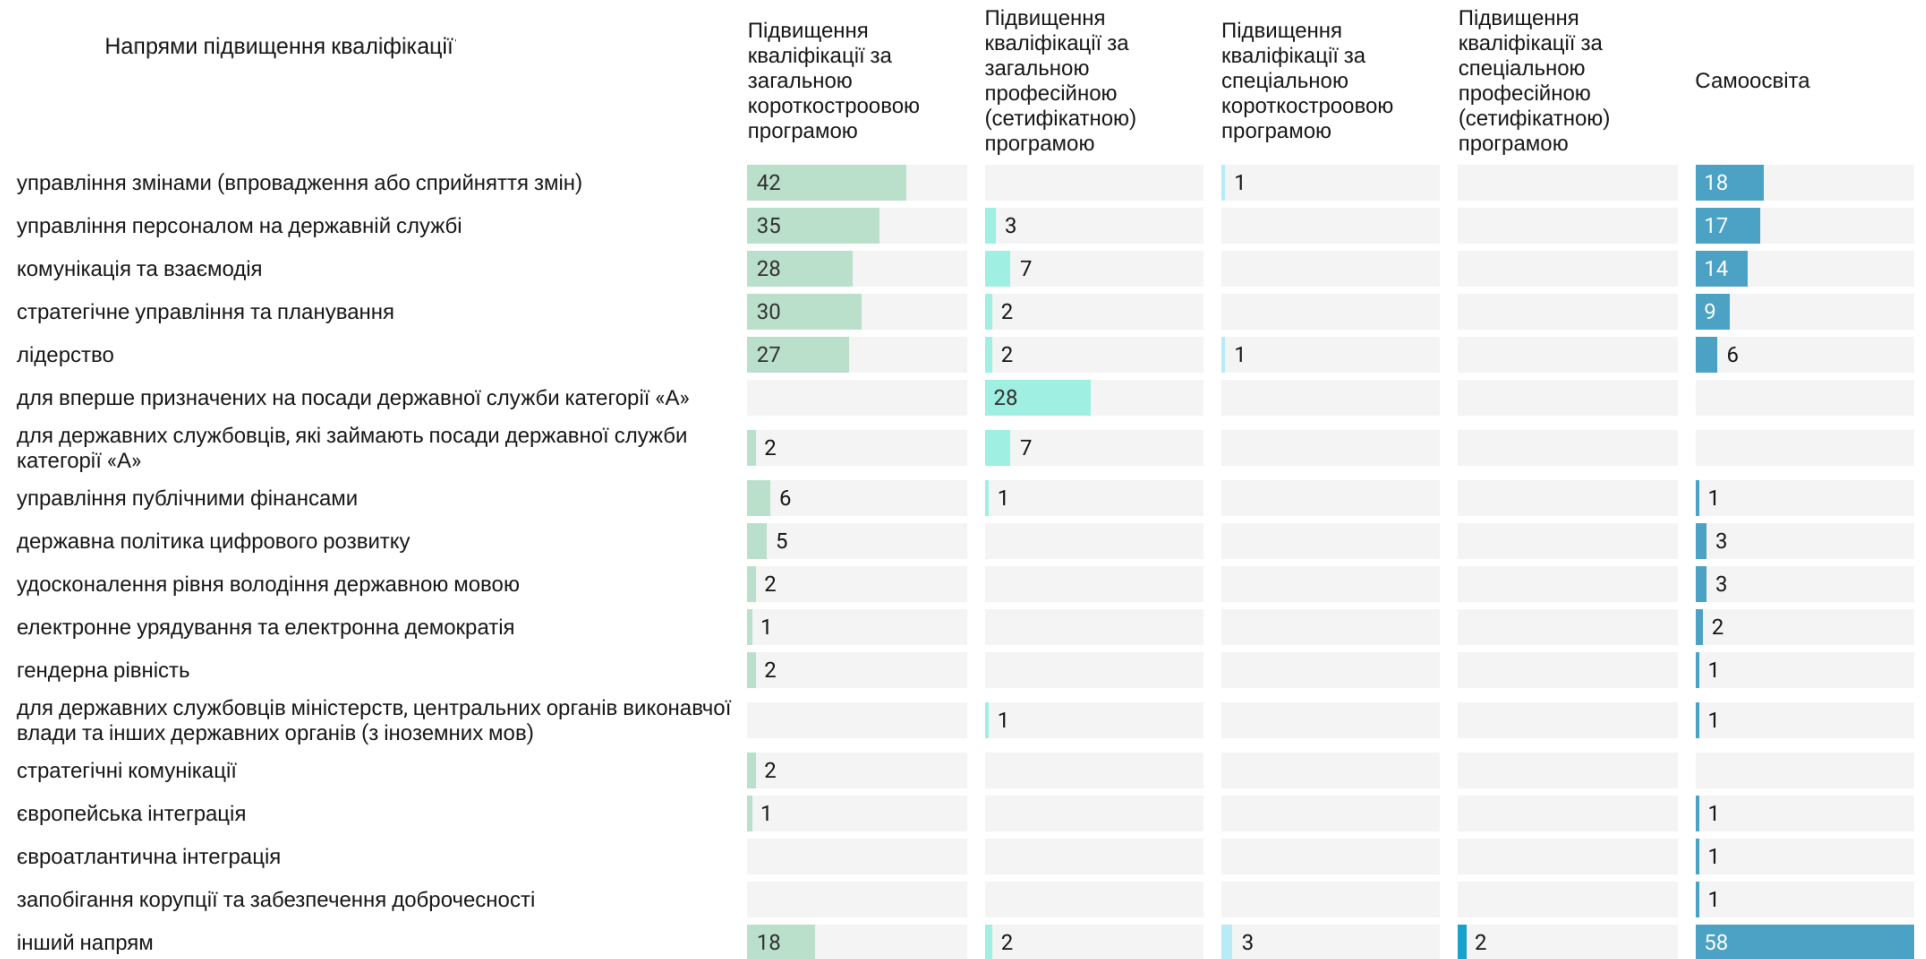 Напрями підвищення кваліфікації
Підвищення
кваліфікації за
загальною
короткостроовою
програмою
Підвищення
кваліфікації за
загальною
професійною
(сетифікатною)
програмою
Підвищення
кваліфікації за
спеціальною
короткостроовою
програмою
Підвищення
кваліфікації за
спеціальною
професійною
(сетифікатною)
програмою
Самоосвіта
управління змінами (впровадження або сприйняття змін) 42 1 18
управління персоналом на державній службі 35 3 17
комунікація та взаємодія 28 7 14
стратегічне управління та планування 30 2 9
лідерство 27 2 1 6
для вперше призначених на посади державної служби категорії «А» 28
для державних службовців, які займають посади державної служби
категорії «А» 2 7
управління публічними фінансами 6 1 1
державна політика цифрового розвитку 5 3
удосконалення рівня володіння державною мовою 2 3
електронне урядування та електронна демократія 1 2
гендерна рівність 2 1
для державних службовців міністерств, центральних органів виконавчої
влади та інших державних органів (з іноземних мов) 1 1
стратегічні комунікації 2
європейська інтеграція 1 1
євроатлантична інтеграція 1
запобігання корупції та забезпечення доброчесності 1
інший напрям 18 2 3 2 58